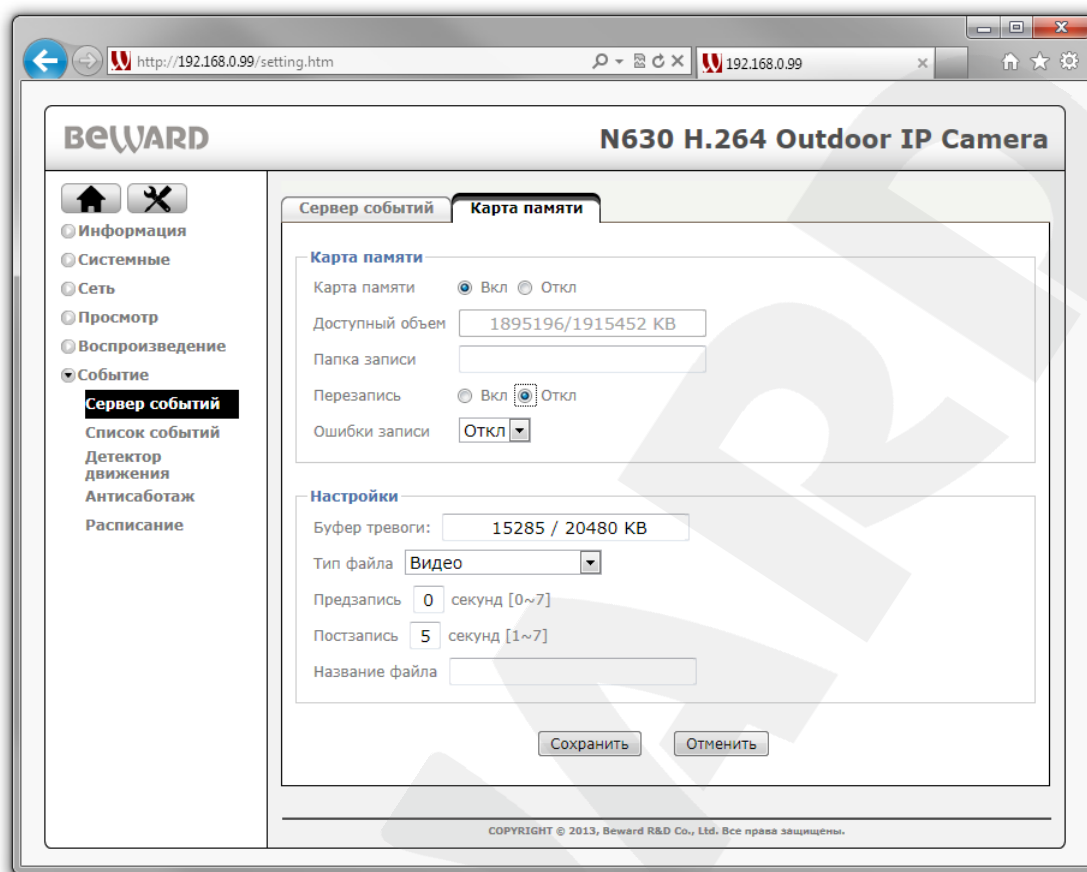 http://192.168.0.99/setting.htm
192.168.0.99
BEWARD
N630 H.264 Outdoor IP Camera
Информация
Системные
Сеть
Просмотр
Воспроизведение
Событие
Сервер событий
Список событий
Детектор
движения
Антисаботаж
Расписание
Сервер событий Карта памяти
Карта памяти
Карта памяти Вкл Откл
Доступный объем 1895196/1915452 KB
Папка записи
Перезапись Вкл Откл
Ошибки записи Откл
Настройки
Буфер тревоги: 15285 / 20480 KB
Тип файла Видео
Предзапись 0 секунд [0~7]
Постзапись 5 секунд [1~7]
Название файла
Сохранить Отменить
COPYRIGHT © 2013, Beward R&D Co., Ltd. Все права защищены.